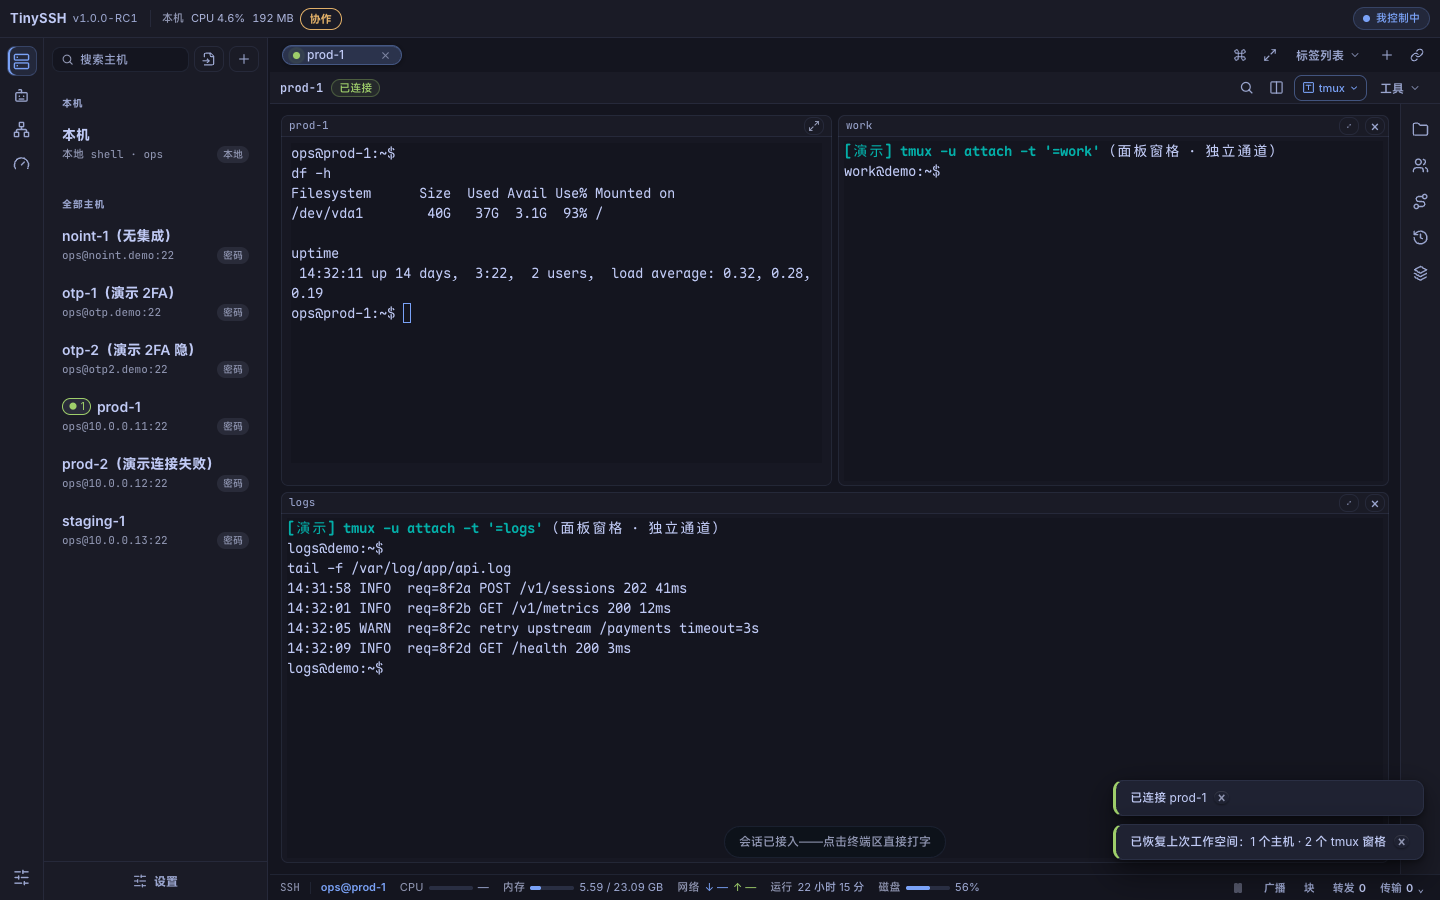 TinySSH v1.0.0-RC1 本机 CPU 4.6% 192 MB 协作 我控制中
搜索主机
本机
本机
本地 shell · ops 本地
全部主机
noint-1（无集成）
ops@noint.demo:22 密码
otp-1（演示 2FA）
ops@otp.demo:22 密码
otp-2（演示 2FA 隐）
ops@otp2.demo:22 密码
1 prod-1
ops@10.0.0.11:22 密码
prod-2（演示连接失败）
ops@10.0.0.12:22 密码
staging-1
ops@10.0.0.13:22 密码
设置
prod-1 标签列表
prod-1 已连接 tmux 工具
prod-1
ops@prod-1:~$
df -h
Filesystem      Size  Used Avail Use% Mounted on
/dev/vda1        40G   37G  3.1G  93% /
uptime
14:32:11 up 14 days,  3:22,  2 users,  load average: 0.32, 0.28,
0.19
ops@prod-1:~$
work
[演示] tmux -u attach -t '=work'（面板窗格 · 独立通道）
work@demo:~$
logs
[演示] tmux -u attach -t '=logs'（面板窗格 · 独立通道）
logs@demo:~$
tail -f /var/log/app/api.log
14:31:58 INFO  req=8f2a POST /v1/sessions 202 41ms
14:32:01 INFO  req=8f2b GET /v1/metrics 200 12ms
14:32:05 WARN  req=8f2c retry upstream /payments timeout=3s
14:32:09 INFO  req=8f2d GET /health 200 3ms
logs@demo:~$
会话已接入——点击终端区直接打字
已连接 prod-1
已恢复上次工作空间：1 个主机 · 2 个 tmux 窗格
SSH ops@prod-1 CPU — 内存 5.59 / 23.09 GB 网络 ↓ — ↑ — 运行 22 小时 15 分 磁盘 56% 广播 块 转发 0 传输 0